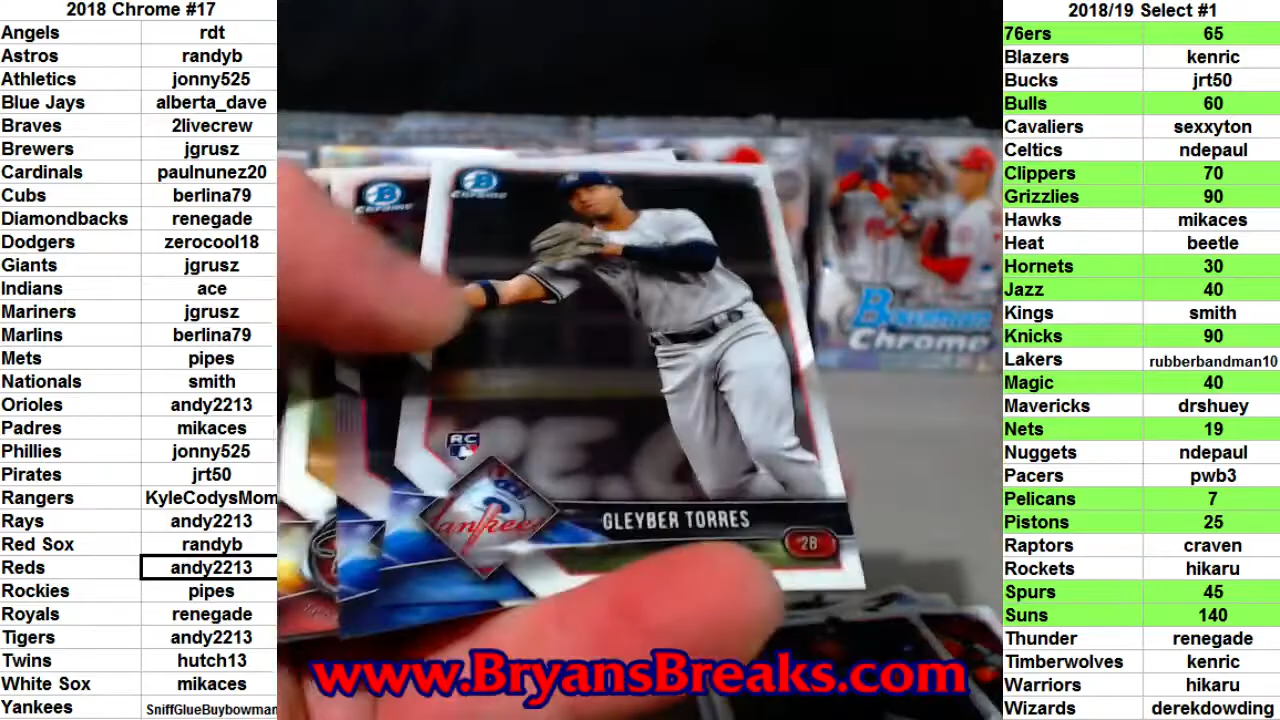 2018 Chrome #17
Angels rdt
Astros randyb
Athletics jonny525
Blue Jays alberta_dave
Braves 2livecrew
Brewers jgrusz
Cardinals paulnunez20
Cubs berlina79
Diamondbacks renegade
Dodgers zerocool18
Giants jgrusz
Indians ace
Mariners jgrusz
Marlins berlina79
Mets pipes
Nationals smith
Orioles andy2213
Padres mikaces
Phillies jonny525
Pirates jrt50
Rangers KyleCodysMom
Rays andy2213
Red Sox randyb
Reds andy2213
Rockies pipes
Royals renegade
Tigers andy2213
Twins hutch13
White Sox mikaces
Yankees SniffGlueBuybowman
B
CHROME
B
CHROME
RC
Yankees
GLEYBER TORRES
28
Bowman
Chrome
www.BryansBreaks.com
2018/19 Select #1
76ers 65
Blazers kenric
Bucks jrt50
Bulls 60
Cavaliers sexxyton
Celtics ndepaul
Clippers 70
Grizzlies 90
Hawks mikaces
Heat beetle
Hornets 30
Jazz 40
Kings smith
Knicks 90
Lakers rubberbandman10
Magic 40
Mavericks drshuey
Nets 19
Nuggets ndepaul
Pacers pwb3
Pelicans 7
Pistons 25
Raptors craven
Rockets hikaru
Spurs 45
Suns 140
Thunder renegade
Timberwolves kenric
Warriors hikaru
Wizards derekdowding